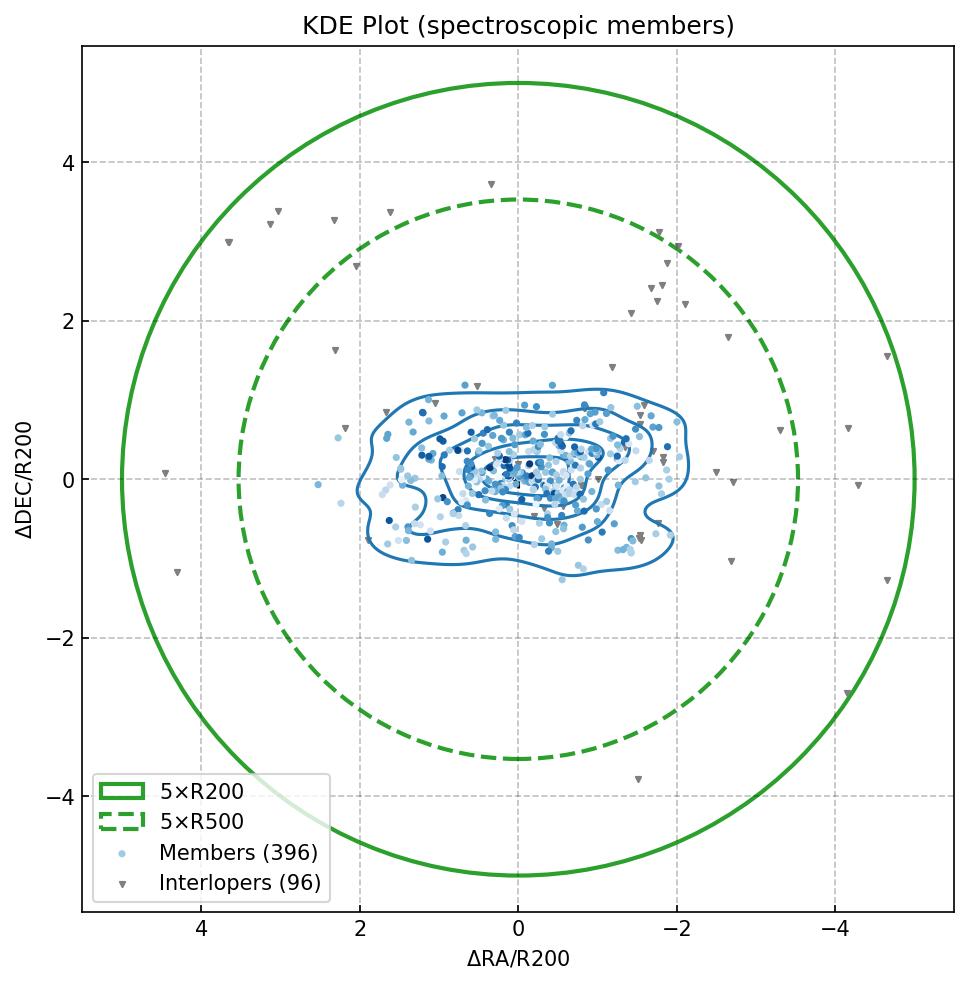 KDE Plot (spectroscopic members)
4
2
0
−2
−4
ΔDEC/R200
5×R200
5×R500
Members (396)
Interlopers (96)
4
2
0
−2
−4
ΔRA/R200